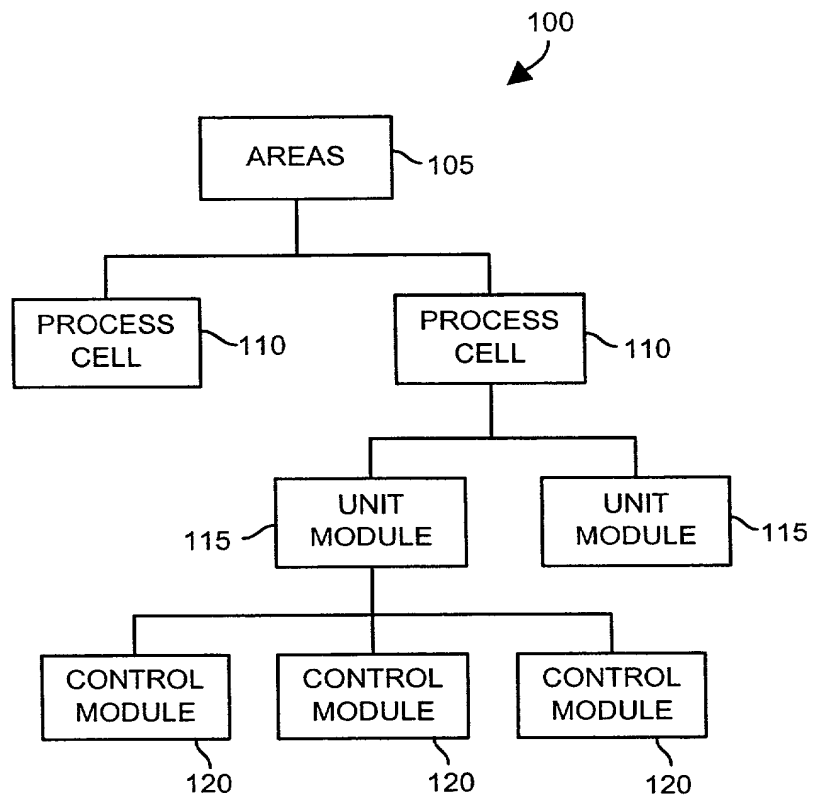 100
AREAS
105
PROCESS
CELL
110
PROCESS
CELL
110
UNIT
MODULE
115
UNIT
MODULE
115
CONTROL
MODULE
120
CONTROL
MODULE
120
CONTROL
MODULE
120